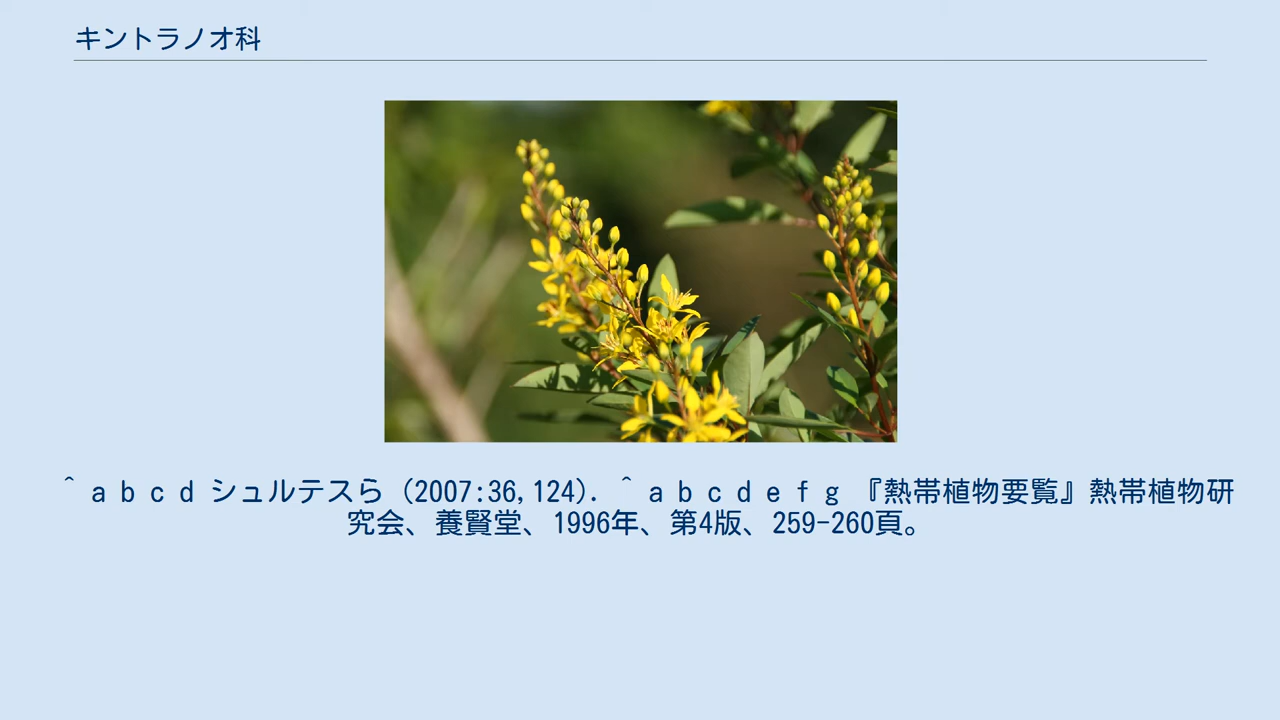 キントラノオ科
^ a b c d シュルテスら (2007:36,124). ^ a b c d e f g 『熱帯植物要覧』熱帯植物研
究会、養賢堂、1996年、第4版、259-260頁。